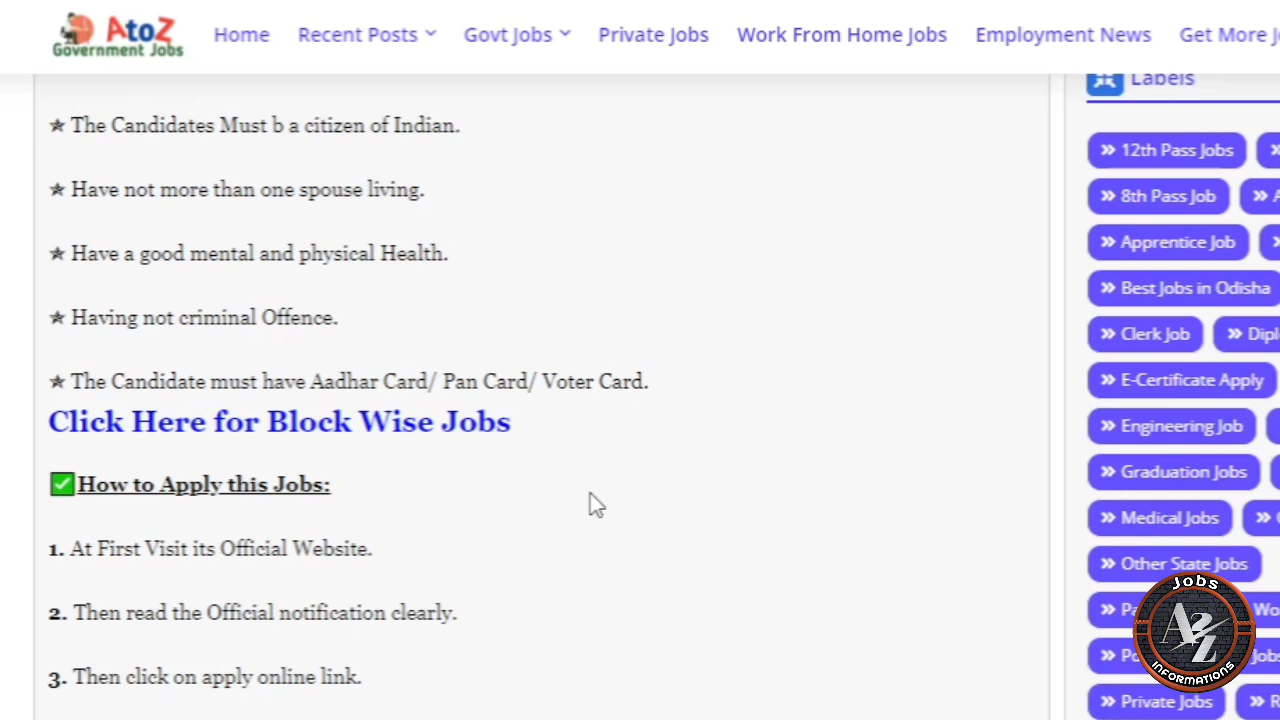 AtoZ
Government Jobs
Home
Recent Posts
Govt Jobs
Private Jobs
Work From Home Jobs
Employment News
Get More
Labels
★ The Candidates Must b a citizen of Indian.
★ Have not more than one spouse living.
★ Have a good mental and physical Health.
★ Having not criminal Offence.
★ The Candidate must have Aadhar Card/ Pan Card/ Voter Card.
Click Here for Block Wise Jobs
✅How to Apply this Jobs:
1. At First Visit its Official Website.
2. Then read the Official notification clearly.
3. Then click on apply online link.
» 12th Pass Jobs
» 8th Pass Job
» Apprentice Job
» Best Jobs in Odisha
» Clerk Job
» E-Certificate Apply
» Engineering Job
» Graduation Jobs
» Medical Jobs
» Other State Jobs
» Private Jobs
Jobs
A2Z
INFORMATIONS